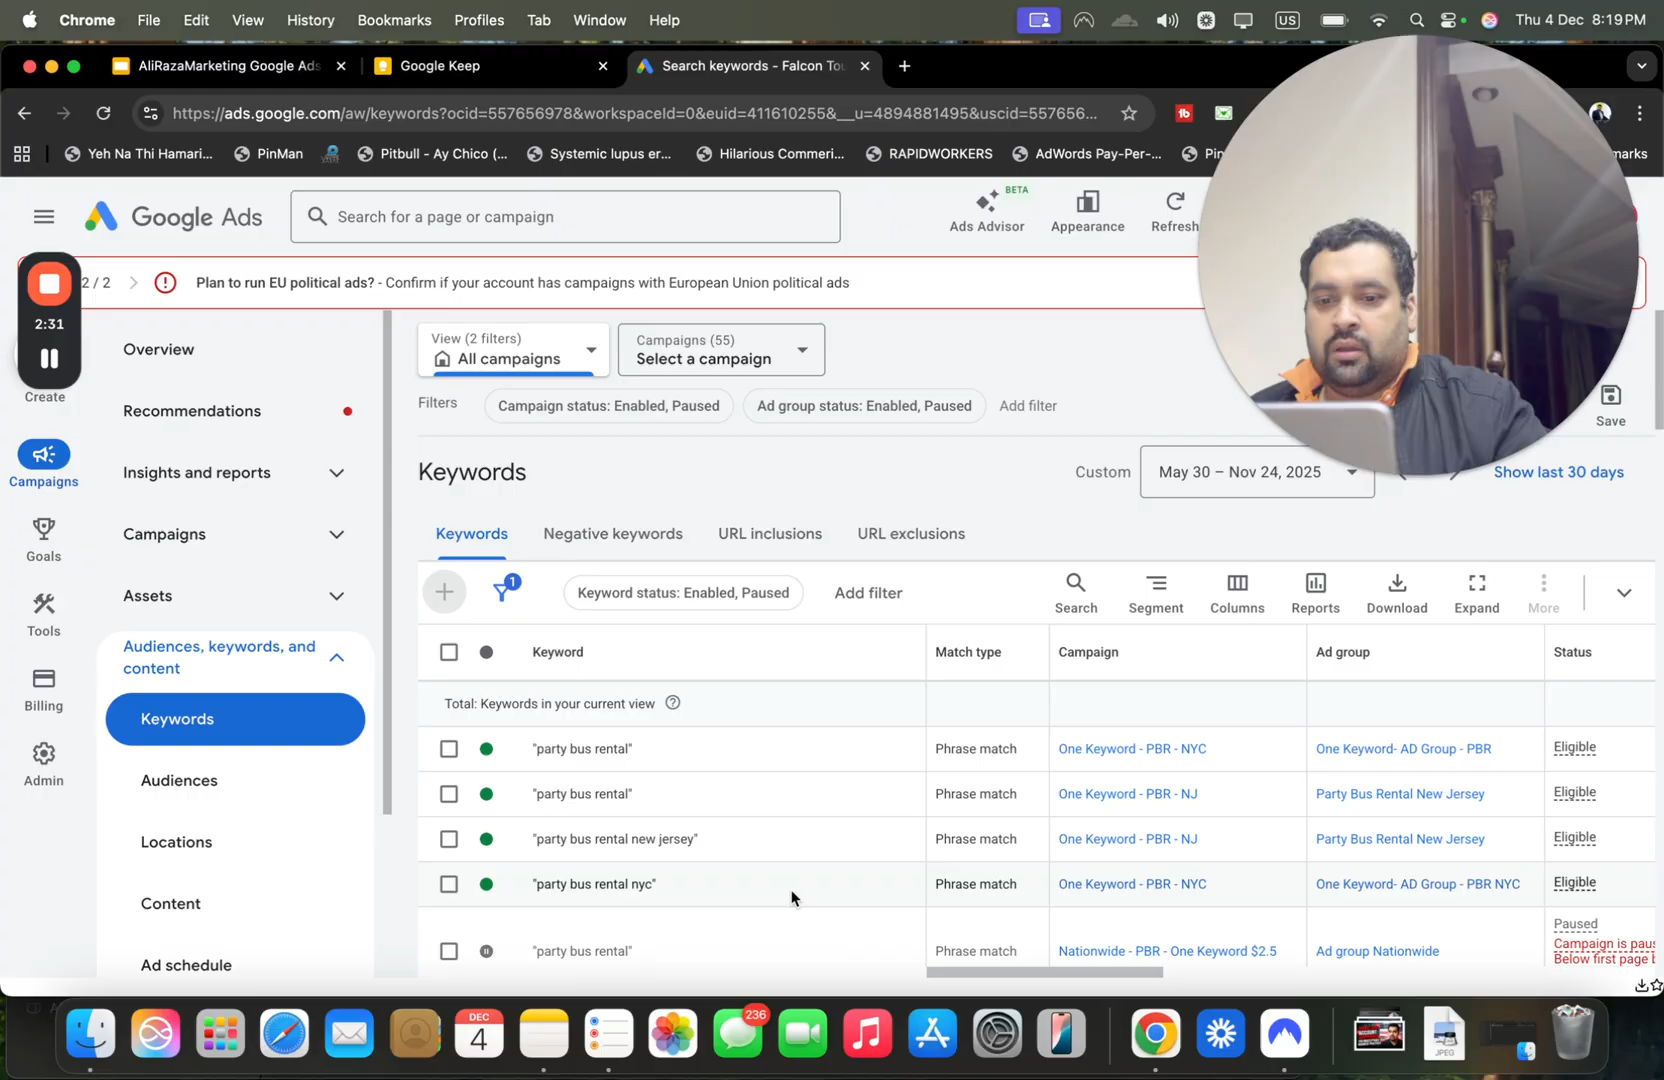 Chrome File Edit View History Bookmarks Profiles Tab Window Help US Thu 4 Dec 8:19 PM
AliRazaMarketing Google Ads Google Keep Search keywords - Falcon To
https://ads.google.com/aw/keywords?ocid=557656978&workspaceId=0&euid=411610255&__u=4894881495&uscid=557656...
Yeh Na Thi Hamari... PinMan Pitbull - Ay Chico (... Systemic lupus er... Hilarious Commeri... RAPIDWORKERS AdWords Pay-Per-... Pin marks
Google Ads
Search for a page or campaign
BETA
Ads Advisor Appearance Refresh
2 / 2 Plan to run EU political ads? - Confirm if your account has campaigns with European Union political ads
2:31
Create
Campaigns
Goals
Tools
Billing
Admin
Overview
Recommendations
Insights and reports
Campaigns
Assets
Audiences, keywords, and
content
Keywords
Audiences
Locations
Content
Ad schedule
View (2 filters)
All campaigns
Campaigns (55)
Select a campaign
Filters Campaign status: Enabled, Paused Ad group status: Enabled, Paused Add filter
Save
Keywords Custom May 30 – Nov 24, 2025 Show last 30 days
Keywords Negative keywords URL inclusions URL exclusions
1 Keyword status: Enabled, Paused Add filter Search Segment Columns Reports Download Expand More
Keyword Match type Campaign Ad group Status
Total: Keywords in your current view
"party bus rental" Phrase match One Keyword - PBR - NYC One Keyword- AD Group - PBR Eligible
"party bus rental" Phrase match One Keyword - PBR - NJ Party Bus Rental New Jersey Eligible
"party bus rental new jersey" Phrase match One Keyword - PBR - NJ Party Bus Rental New Jersey Eligible
"party bus rental nyc" Phrase match One Keyword - PBR - NYC One Keyword- AD Group - PBR NYC Eligible
"party bus rental" Phrase match Nationwide - PBR - One Keyword $2.5 Ad group Nationwide Paused
Campaign is paus
Below first page b
DEC
4
236
JPEG